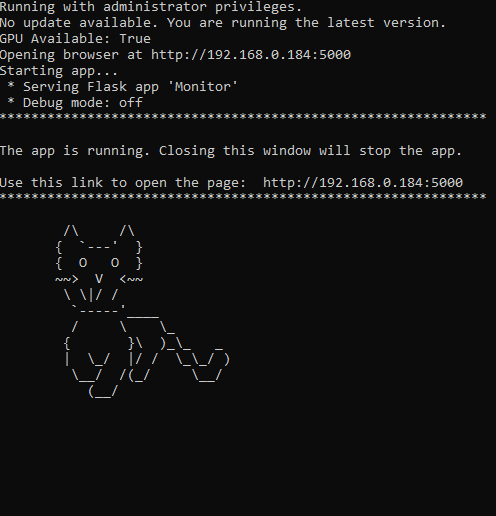 Running with administrator privileges.
No update available. You are running the latest version.
GPU Available: True
Opening browser at http://192.168.0.184:5000
Starting app...
 * Serving Flask app 'Monitor'
 * Debug mode: off
*************************************************************

The app is running. Closing this window will stop the app.

Use this link to open the page:  http://192.168.0.184:5000
*************************************************************

        /\     /\
       {  `---'  }
       {  O   O  }
       ~~>  V  <~~
        \ \|/ /
         `-----'____
         /     \    \_
        {       }\  )_\_   _
        |  \_/  |/ /  \_\_/ )
         \__/  /(_/     \__/
           (__/